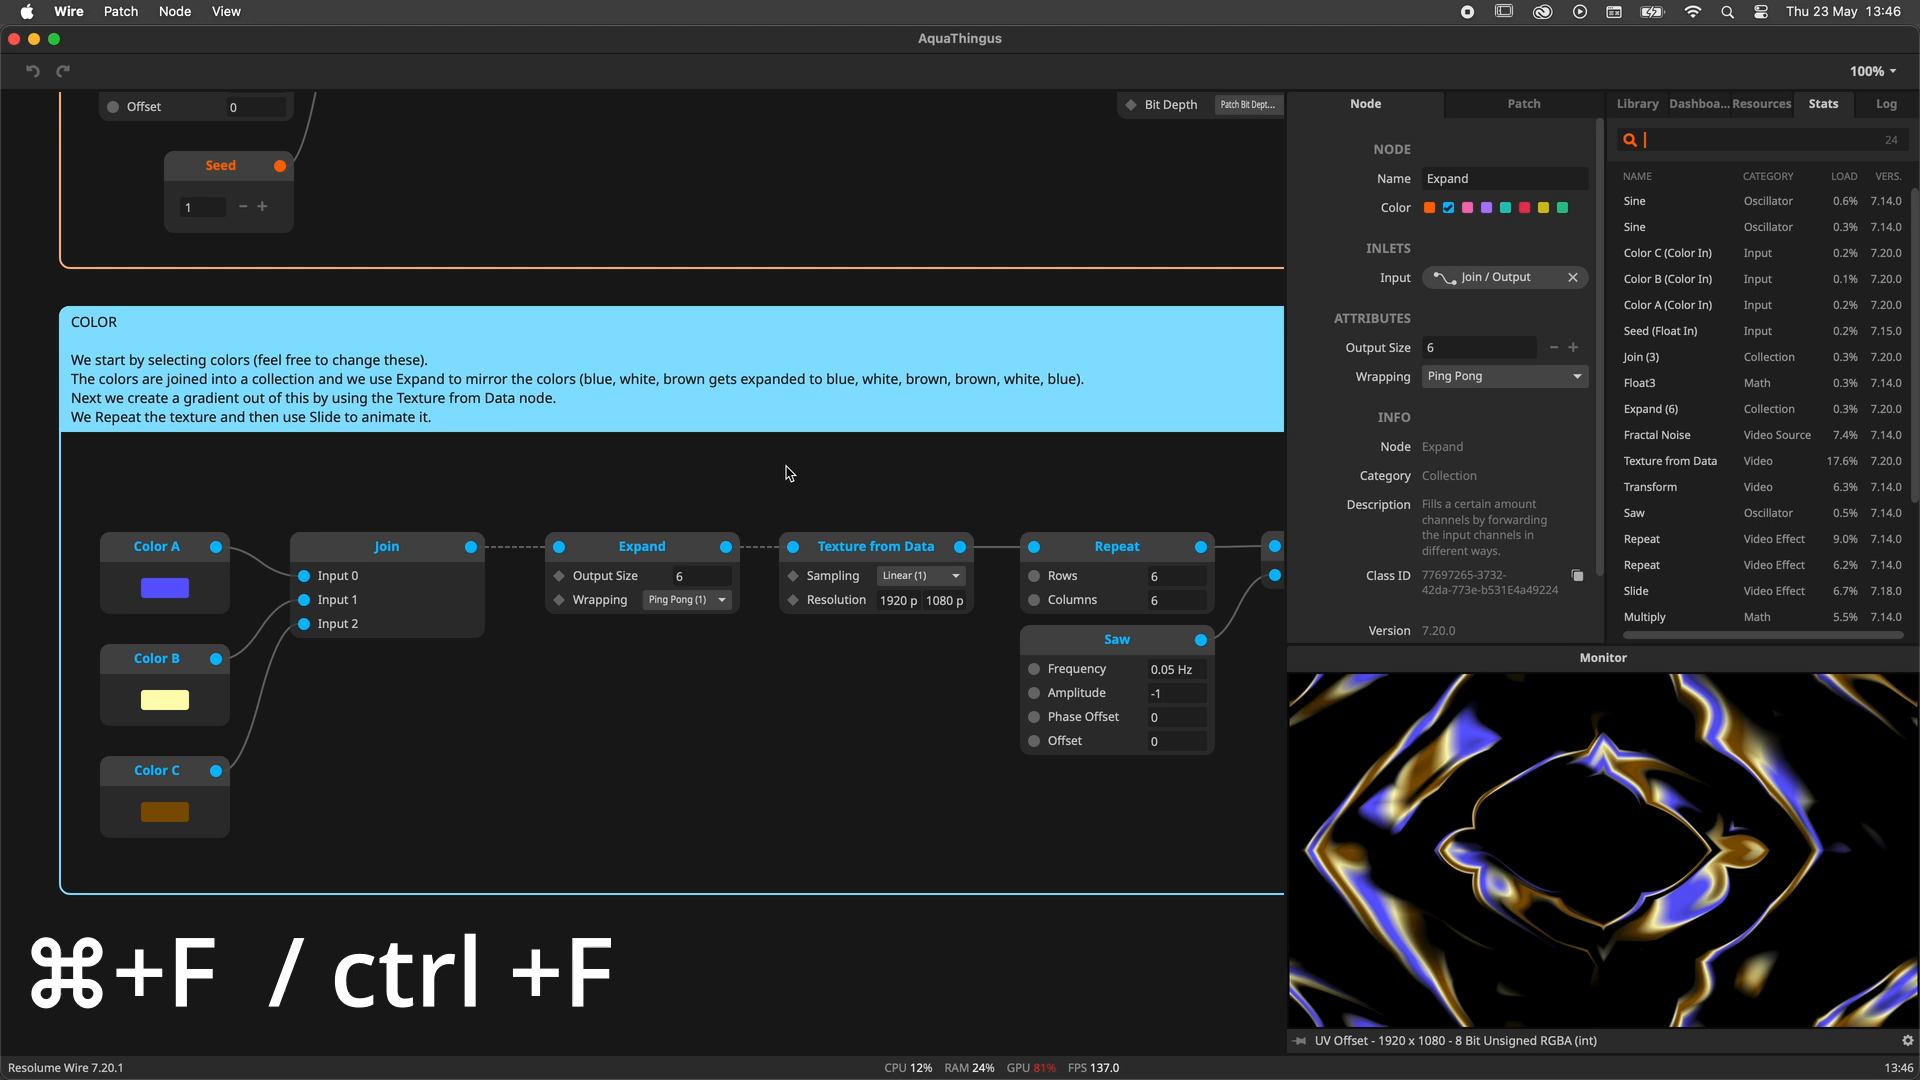 Wire Patch Node View
Thu 23 May 13:46
AquaThingus
100%
Offset 0
Seed
1 − +
Bit Depth Patch Bit Dept...
COLOR
We start by selecting colors (feel free to change these).
The colors are joined into a collection and we use Expand to mirror the colors (blue, white, brown gets expanded to blue, white, brown, brown, white, blue).
Next we create a gradient out of this by using the Texture from Data node.
We Repeat the texture and then use Slide to animate it.
Color A
Color B
Color C
Join
Input 0
Input 1
Input 2
Expand
Output Size 6
Wrapping Ping Pong (1)
Texture from Data
Sampling Linear (1)
Resolution 1920 p 1080 p
Repeat
Rows 6
Columns 6
Saw
Frequency 0.05 Hz
Amplitude -1
Phase Offset 0
Offset 0
⌘+F / ctrl +F
Node Patch
NODE
Name Expand
Color
INLETS
Input Join / Output
ATTRIBUTES
Output Size 6 − +
Wrapping Ping Pong
INFO
Node Expand
Category Collection
Description Fills a certain amount
channels by forwarding
the input channels in
different ways.
Class ID 77697265-3732-
42da-773e-b531E4a49224
Version 7.20.0
Library Dashboa... Resources Stats Log
24
NAME CATEGORY LOAD VERS.
Sine Oscillator 0.6% 7.14.0
Sine Oscillator 0.3% 7.14.0
Color C (Color In) Input 0.2% 7.20.0
Color B (Color In) Input 0.1% 7.20.0
Color A (Color In) Input 0.2% 7.20.0
Seed (Float In) Input 0.2% 7.15.0
Join (3) Collection 0.3% 7.20.0
Float3 Math 0.3% 7.14.0
Expand (6) Collection 0.3% 7.20.0
Fractal Noise Video Source 7.4% 7.14.0
Texture from Data Video 17.6% 7.20.0
Transform Video 6.3% 7.14.0
Saw Oscillator 0.5% 7.14.0
Repeat Video Effect 9.0% 7.14.0
Repeat Video Effect 6.2% 7.14.0
Slide Video Effect 6.7% 7.18.0
Multiply Math 5.5% 7.14.0
Monitor
UV Offset - 1920 x 1080 - 8 Bit Unsigned RGBA (int)
Resolume Wire 7.20.1
CPU 12% RAM 24% GPU 81% FPS 137.0
13:46